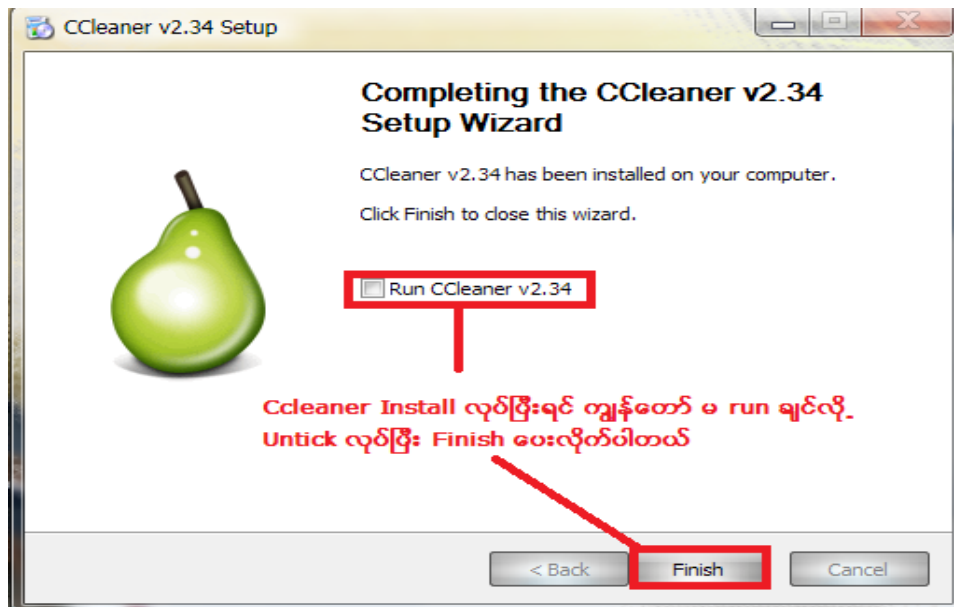 CCleaner v2.34 Setup
Completing the CCleaner v2.34
Setup Wizard
CCleaner v2.34 has been installed on your computer.
Click Finish to close this wizard.
Run CCleaner v2.34
Ccleaner Install လုပ်ပြီးရင် ကျွန်တော် မ run ချင်လို့
Untick လုပ်ပြီး Finish ပေးလိုက်ပါတယ်
< Back
Finish
Cancel